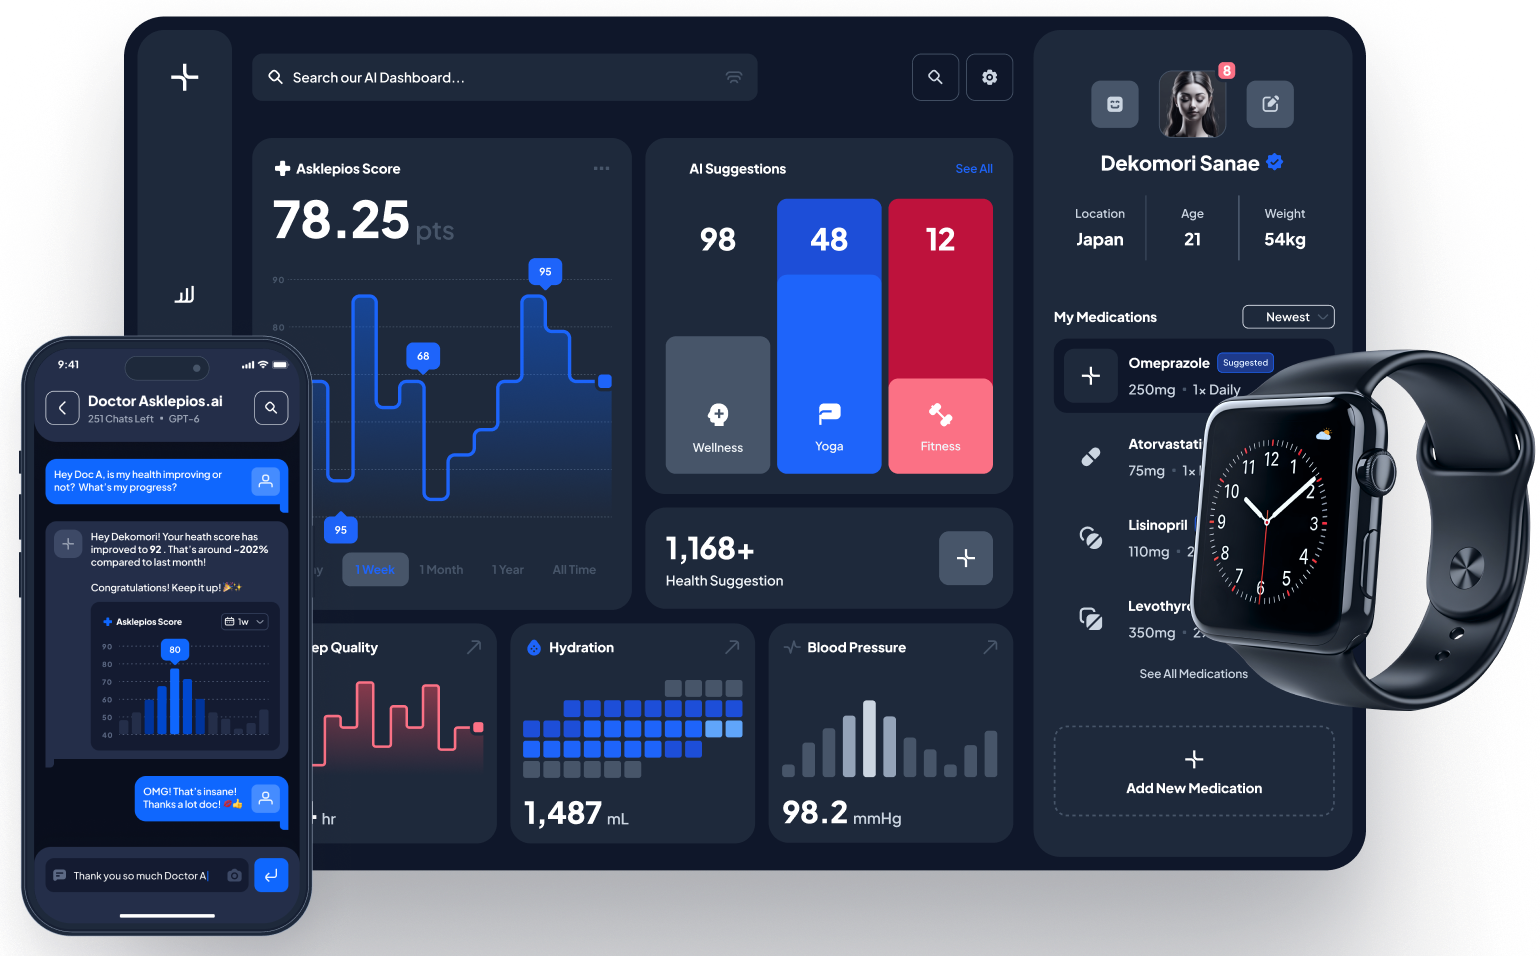 Search our AI Dashboard...
Asklepios Score
78.25 pts
90
80
95
68
95
1 Week
1 Month
1 Year
All Time
AI Suggestions
See All
98
48
12
Wellness
Yoga
Fitness
1,168+
Health Suggestion
Quality
hr
Hydration
1,487 mL
Blood Pressure
98.2 mmHg
8
Dekomori Sanae
Location
Age
Weight
Japan
21
54kg
My Medications
Newest
Omeprazole
Suggested
250mg • 1x Daily
75mg • 1x
Lisinopril
110mg • 2
350mg • 2
See All Medications
Add New Medication
9:41
Doctor Asklepios.ai
251 Chats Left • GPT-6
Hey Doc A, is my health improving or
not? What's my progress?
Hey Dekomori! Your heath score has
improved to 92 . That's around ~202%
compared to last month!
Congratulations! Keep it up! 🎉✨
Asklepios Score
1w
90
80
80
70
60
50
40
OMG! That's insane!
Thanks a lot doc! 
Thank you so much Doctor A
12
1
2
3
4
5
6
7
8
9
10
11